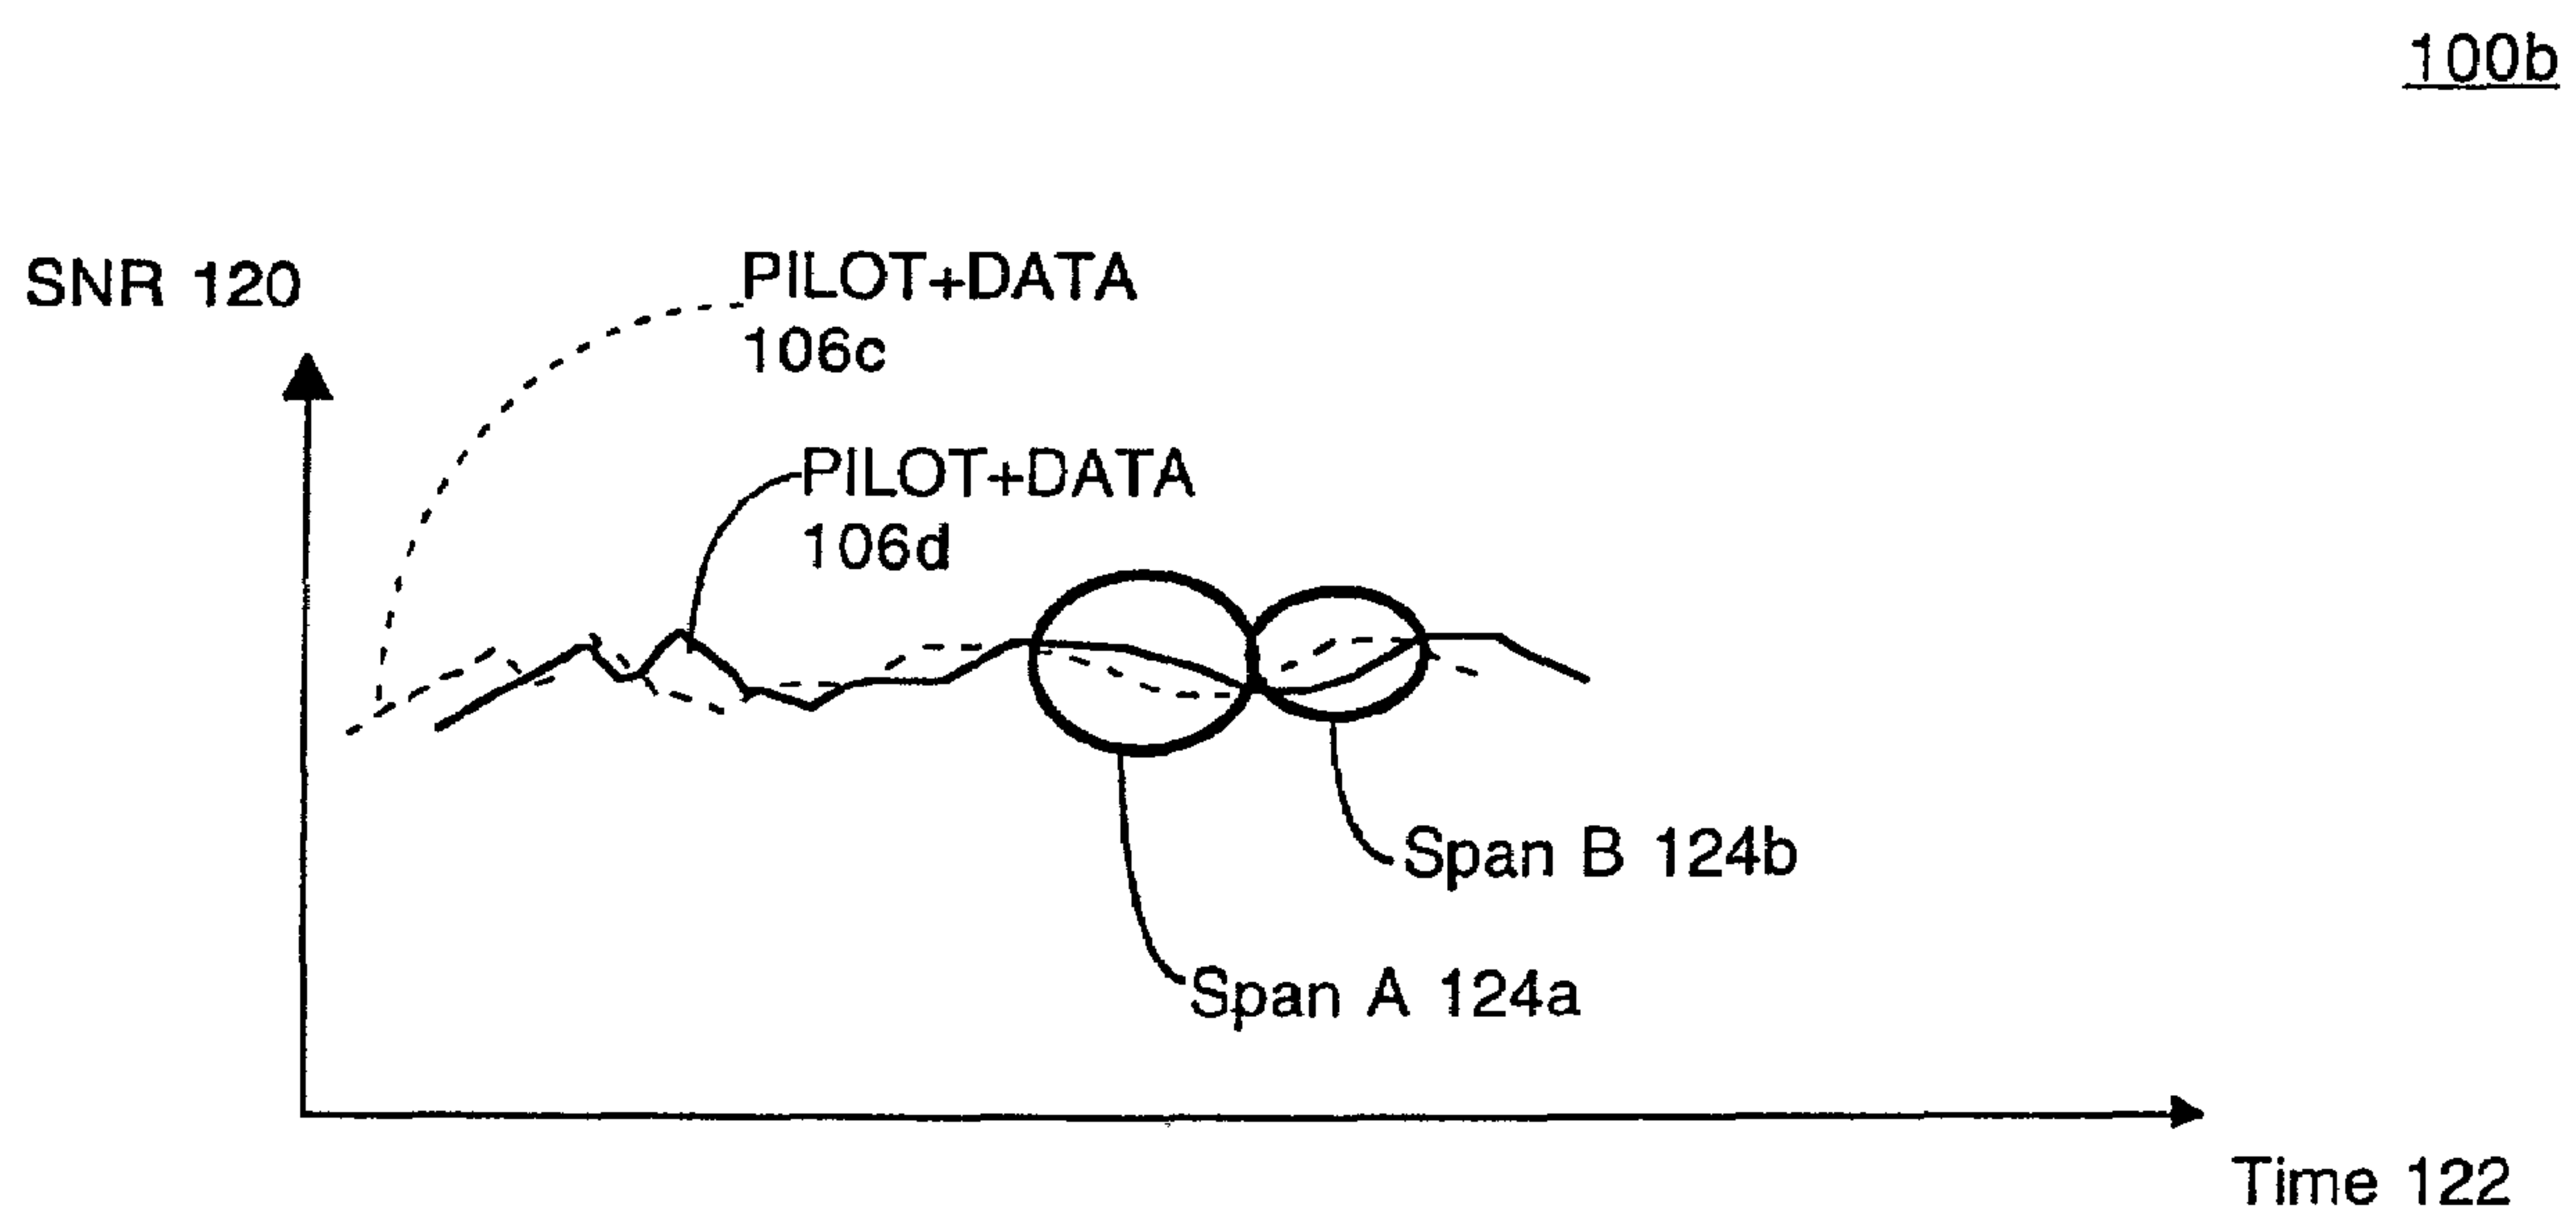 100b
SNR 120
PILOT+DATA
106c
PILOT+DATA
106d
Span B 124b
Span A 124a
Time 122